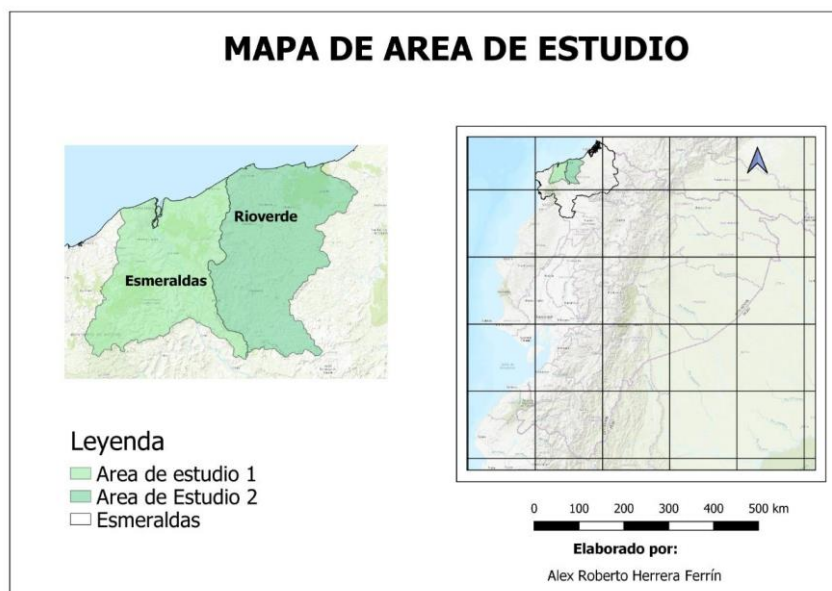 MAPA DE AREA DE ESTUDIO
Rioverde
Esmeraldas
Leyenda
Area de estudio 1
Area de Estudio 2
Esmeraldas
0 100 200 300 400 500 km
Elaborado por:
Alex Roberto Herrera Ferrín